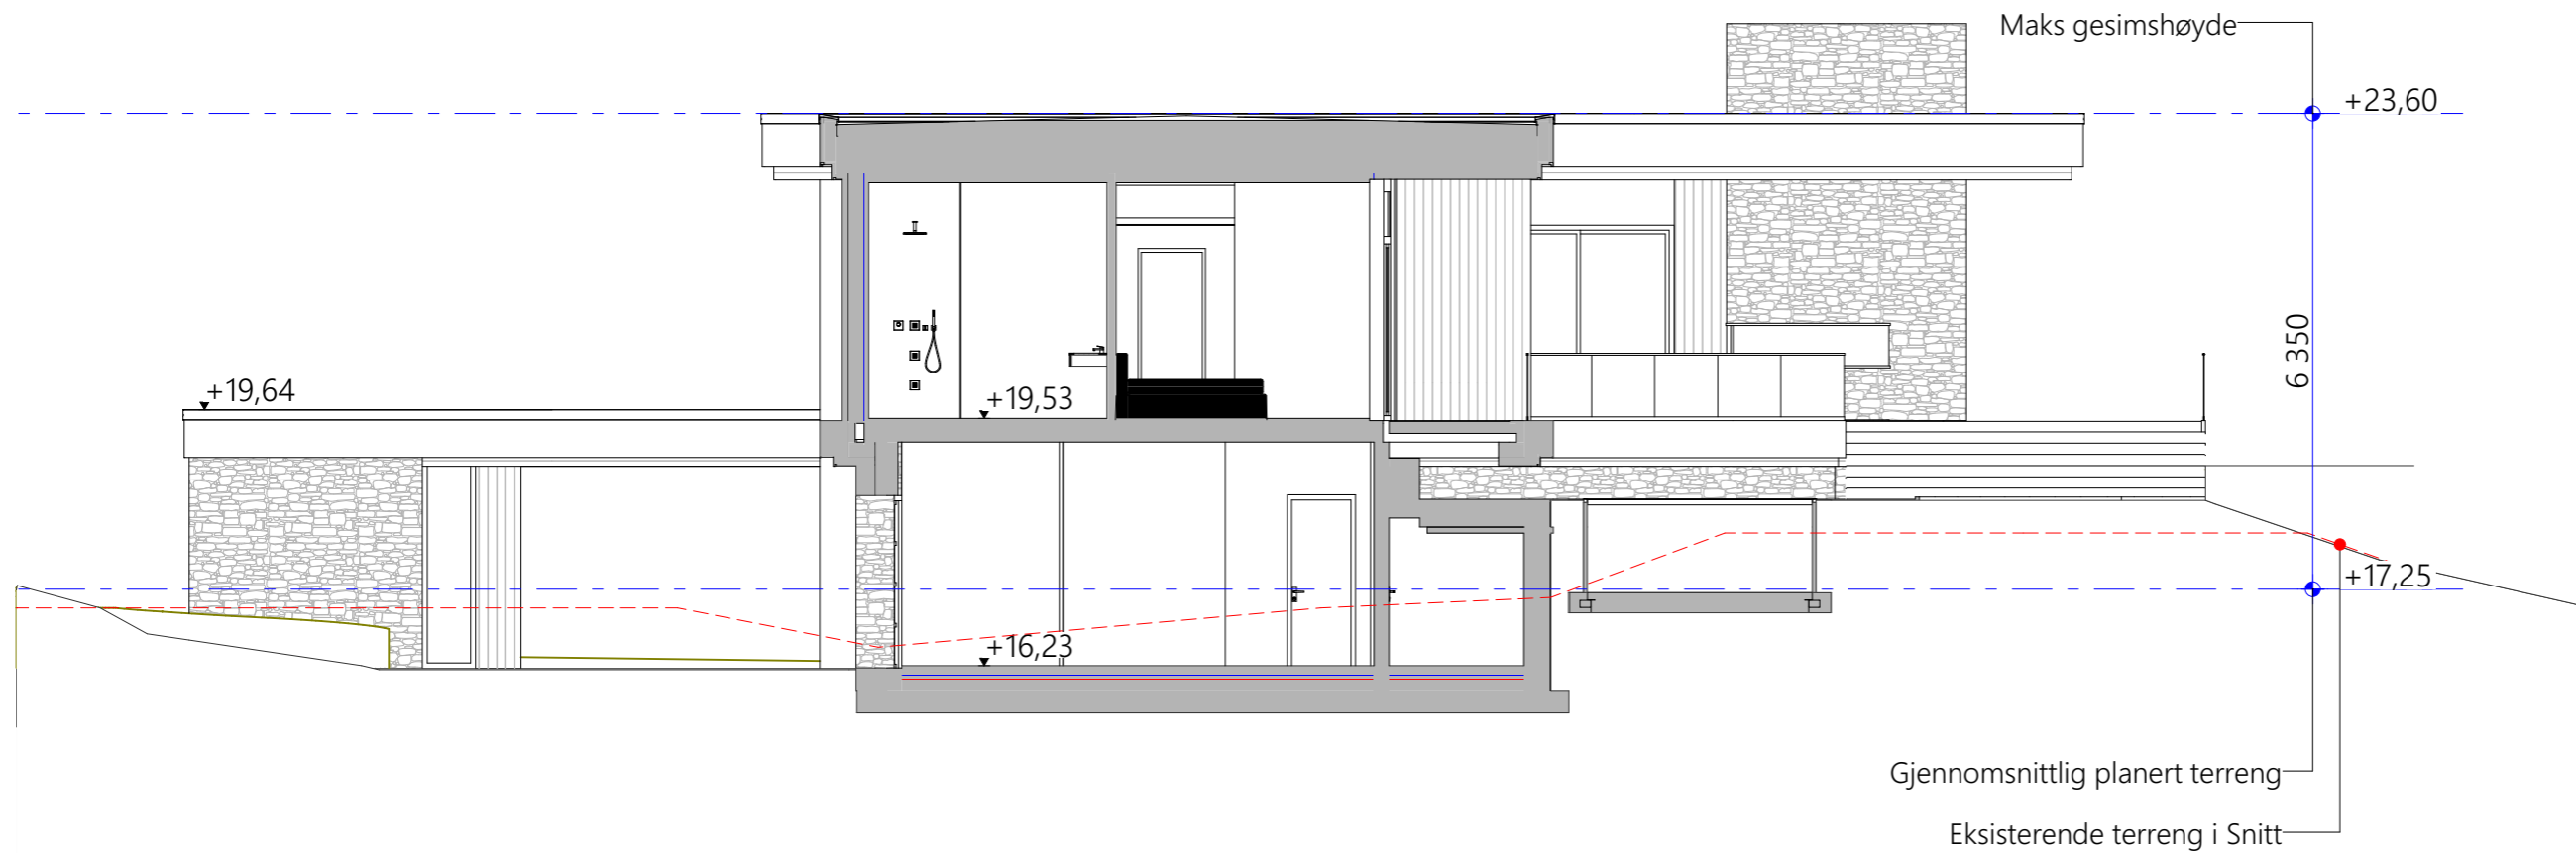 Maks gesimshøyde
+23,60
6 350
+19,64
+19,53
+17,25
+16,23
Gjennomsnittlig planert terreng
Eksisterende terreng i Snitt